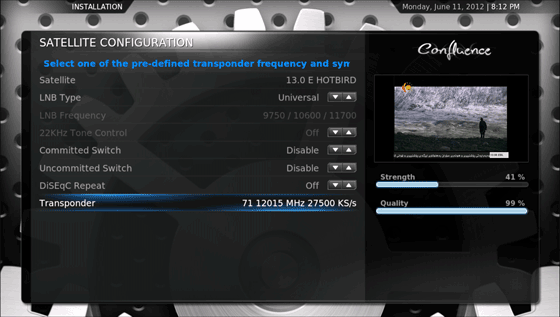 INSTALLATION
Monday, June 11, 2012 | 8:12 PM
SATELLITE CONFIGURATION
Select one of the pre-defined transponder frequency and syn
Satellite 13.0 E HOTBIRD
LNB Type Universal
LNB Frequency 9750 / 10600 / 11700
22KHz Tone Control Off
Committed Switch Disable
Uncommitted Switch Disable
DiSEqC Repeat Off
Transponder 71 12015 MHz 27500 KS/s
Confluence
Strength 41 %
Quality 99 %